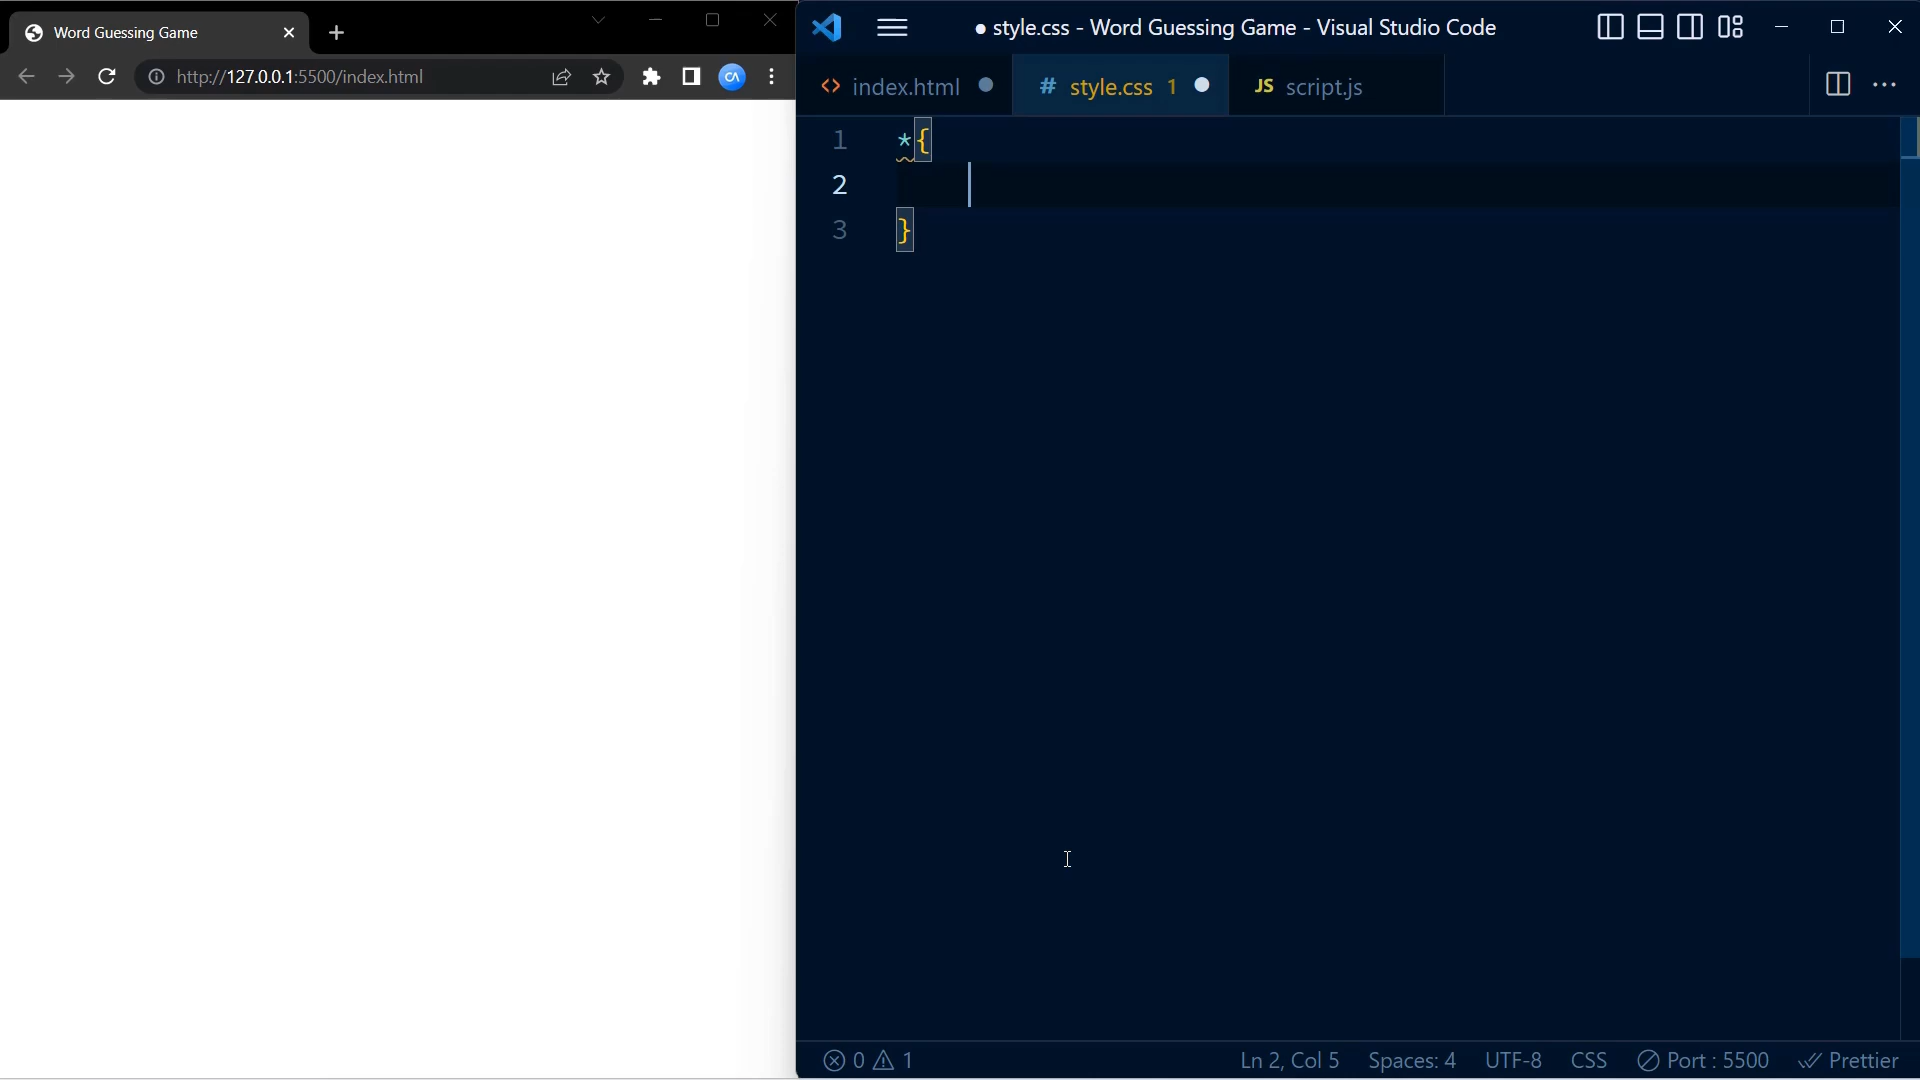 Word Guessing Game
http://127.0.0.1:5500/index.html
CA
● style.css - Word Guessing Game - Visual Studio Code
<> index.html ●
# style.css 1 ●
JS script.js
1 *{
2
3 }
0 1
Ln 2, Col 5
Spaces: 4
UTF-8
CSS
Port : 5500
Prettier